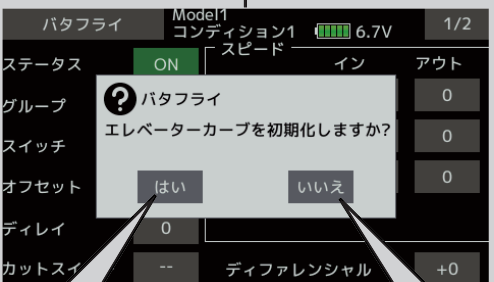 バタフライ
Model1
コンディション1 6.7V
1/2
スピード
ステータス ON イン アウト
グループ 0
スイッチ 0
オフセット 0
ディレイ 0
カットスイ -- ディファレンシャル +0
? バタフライ
エレベーターカーブを初期化しますか?
はい いいえ